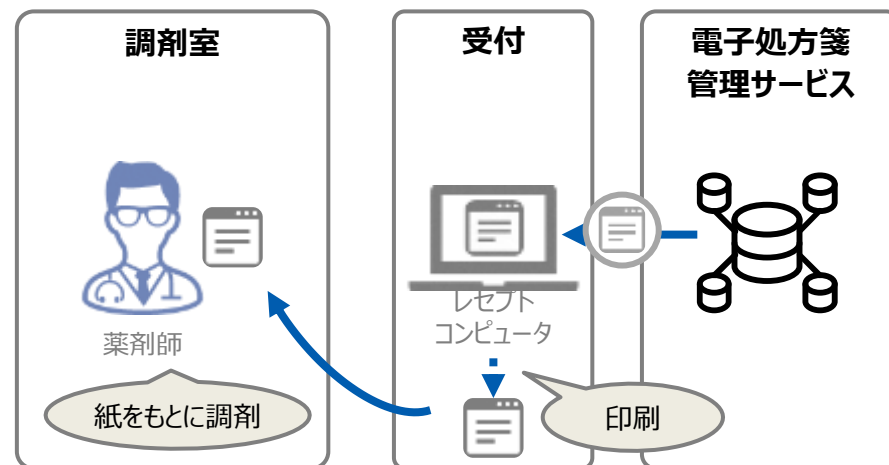 調剤室
受付
電子処方箋
管理サービス
レセプト
コンピュータ
薬剤師
紙をもとに調剤
印刷